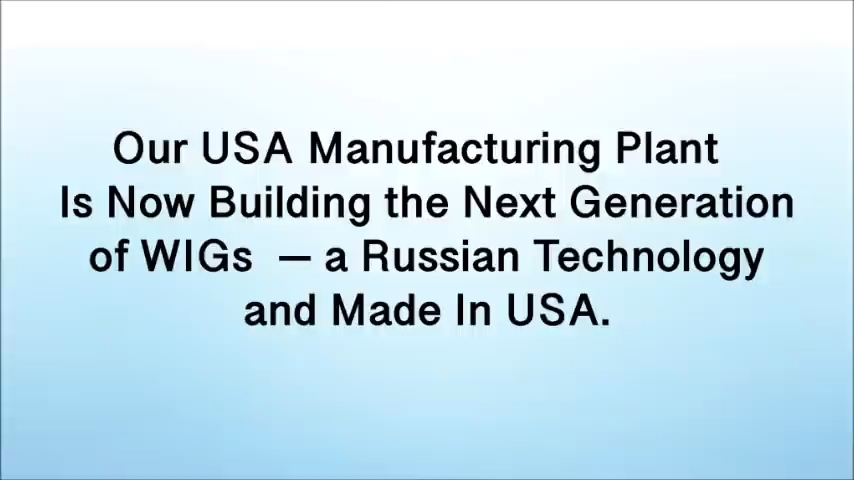 Our USA Manufacturing Plant
Is Now Building the Next Generation
of WIGs — a Russian Technology
and Made In USA.